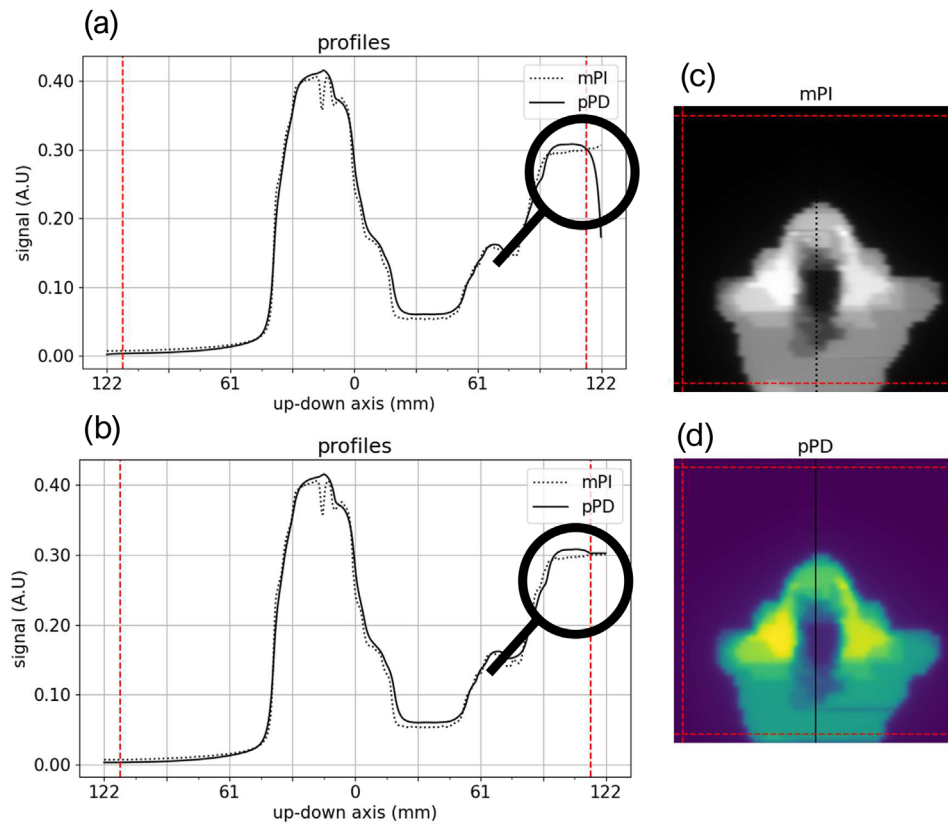 (a)
profiles
signal (A.U)
0.40
0.30
0.20
0.10
0.00
mPI
pPD
122
61
0
61
122
up-down axis (mm)
(b)
profiles
signal (A.U)
0.40
0.30
0.20
0.10
0.00
mPI
pPD
122
61
0
61
122
up-down axis (mm)
(c)
mPI
(d)
pPD